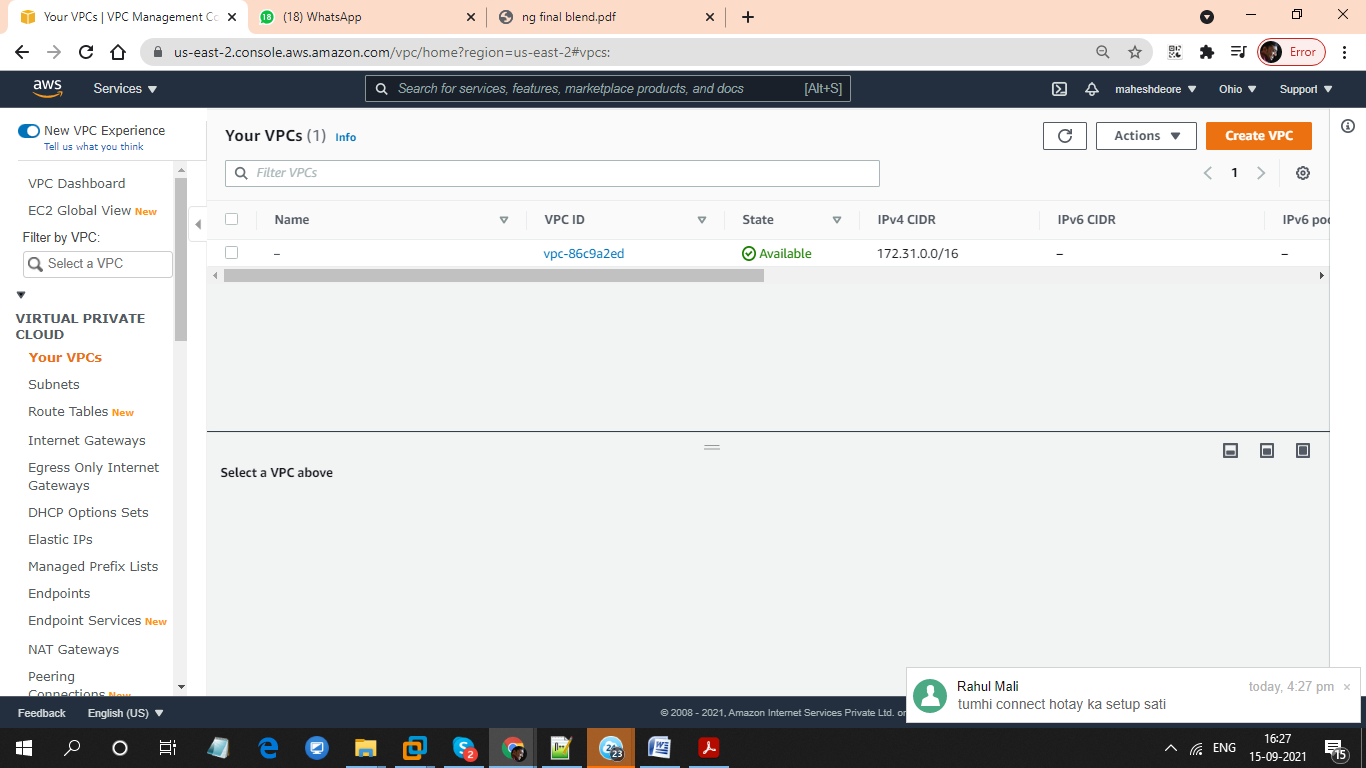 Your VPCs | VPC Management Co
(18) WhatsApp
ng final blend.pdf
us-east-2.console.aws.amazon.com/vpc/home?region=us-east-2#vpcs:
Error
aws
Services
Search for services, features, marketplace products, and docs
[Alt+S]
maheshdeore
Ohio
Support
New VPC Experience
Tell us what you think
VPC Dashboard
EC2 Global View New
Filter by VPC:
Select a VPC
VIRTUAL PRIVATE
CLOUD
Your VPCs
Subnets
Route Tables New
Internet Gateways
Egress Only Internet
Gateways
DHCP Options Sets
Elastic IPs
Managed Prefix Lists
Endpoints
Endpoint Services New
NAT Gateways
Peering
Connections New
Your VPCs (1) Info
Actions
Create VPC
Filter VPCs
1
Name VPC ID State IPv4 CIDR IPv6 CIDR IPv6 poo
– vpc-86c9a2ed Available 172.31.0.0/16 – –
Select a VPC above
Rahul Mali
today, 4:27 pm
tumhi connect hotay ka setup sati
Feedback
English (US)
© 2008 - 2021, Amazon Internet Services Private Ltd. or
ENG
16:27
15-09-2021